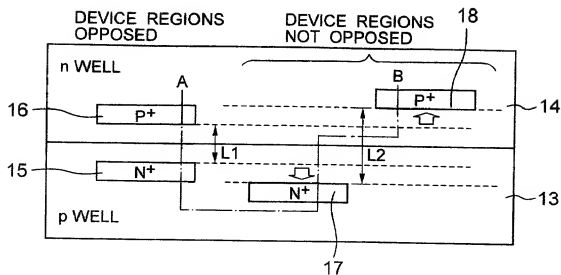 DEVICE REGIONS OPPOSED
DEVICE REGIONS NOT OPPOSED
18
n WELL
A
B
16
P+
P+
14
L1
L2
15
N+
N+
13
p WELL
17